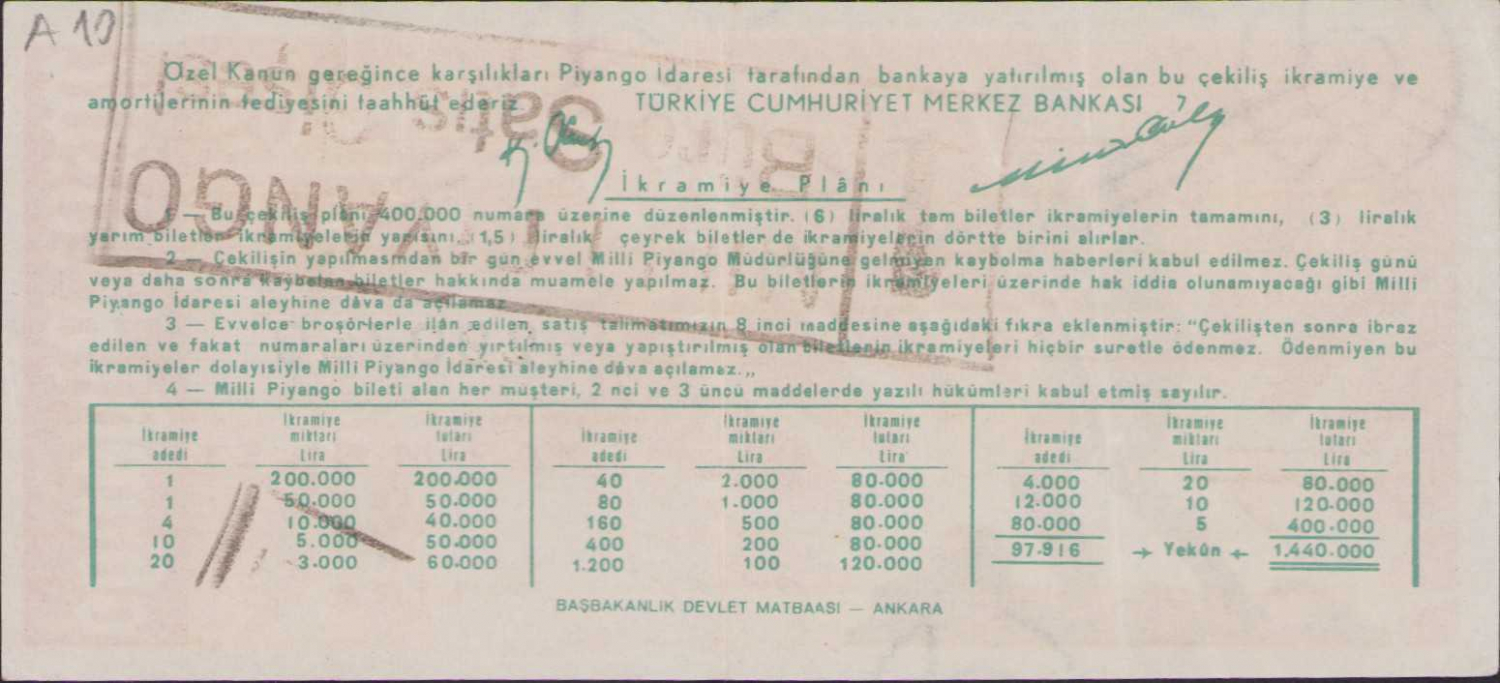 A 10
Özel Kanun gereğince karşılıkları Piyango İdaresi tarafından bankaya yatırılmış olan bu çekiliş ikramiye ve
amortilerinin tediyesini taahhüt ederiz TÜRKİYE CUMHURİYET MERKEZ BANKASI
İkramiye Plânı
1 — Bu çekiliş plânı 400.000 numara üzerine düzenlenmiştir. (6) liralık tam biletler ikramiyelerin tamamını, (3) liralık
yarım biletler ikramiyelerin yarısını, (1,5) liralık çeyrek biletler de ikramiyelerin dörtte birini alırlar.
2 — Çekilişin yapılmasından bir gün evvel Milli Piyango Müdürlüğüne gelmiyen kaybolma haberleri kabul edilmez. Çekiliş günü
veya daha sonra kaybolan biletler hakkında muamele yapılmaz. Bu biletlerin ikramiyeleri üzerinde hak iddia olunamıyacağı gibi Milli
Piyango İdaresi aleyhine dâva da açılamaz
3 — Evvelce broşörlerle ilân edilen satış talimatımızın 8 inci maddesine aşağıdaki fıkra eklenmiştir: “Çekilişten sonra ibraz
edilen ve fakat numaraları üzerinden yırtılmış veya yapıştırılmış olan biletlerin ikramiyeleri hiçbir suretle ödenmez. Ödenmiyen bu
ikramiyeler dolayısiyle Milli Piyango İdaresi aleyhine dâva açılamaz.„
4 — Milli Piyango bileti alan her müşteri, 2 nci ve 3 üncü maddelerde yazılı hükümleri kabul etmiş sayılır.
İkramiye adedi İkramiye miktarı Lira İkramiye tutarı Lira İkramiye adedi İkramiye miktarı Lira İkramiye tutarı Lira İkramiye adedi İkramiye miktarı Lira İkramiye tutarı Lira
1 200.000 200.000 40 2.000 80.000 4.000 20 80.000
1 50.000 50.000 80 1.000 80.000 12.000 10 120.000
4 10.000 40.000 160 500 80.000 80.000 5 400.000
10 5.000 50.000 400 200 80.000 97.916 → Yekûn ← 1.440.000
20 3.000 60.000 1.200 100 120.000
BAŞBAKANLIK DEVLET MATBAASI — ANKARA